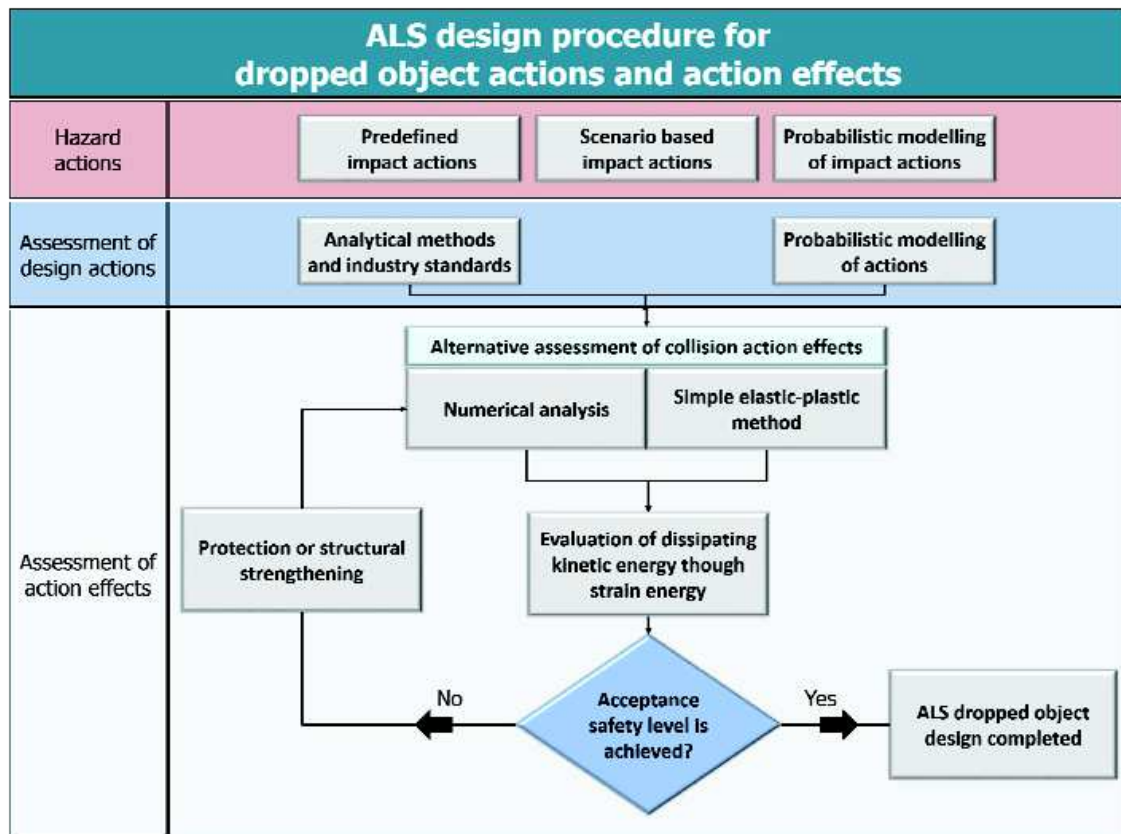 ALS design procedure for
dropped object actions and action effects
Hazard
actions
Predefined
impact actions
Scenario based
impact actions
Probabilistic modelling
of impact actions
Assessment of
design actions
Analytical methods
and industry standards
Probabilistic modelling
of actions
Assessment of
action effects
Alternative assessment of collision action effects
Numerical analysis
Simple elastic-plastic
method
Protection or structural
strengthening
Evaluation of dissipating
kinetic energy though
strain energy
No
Acceptance
safety level is
achieved?
Yes
ALS dropped object
design completed